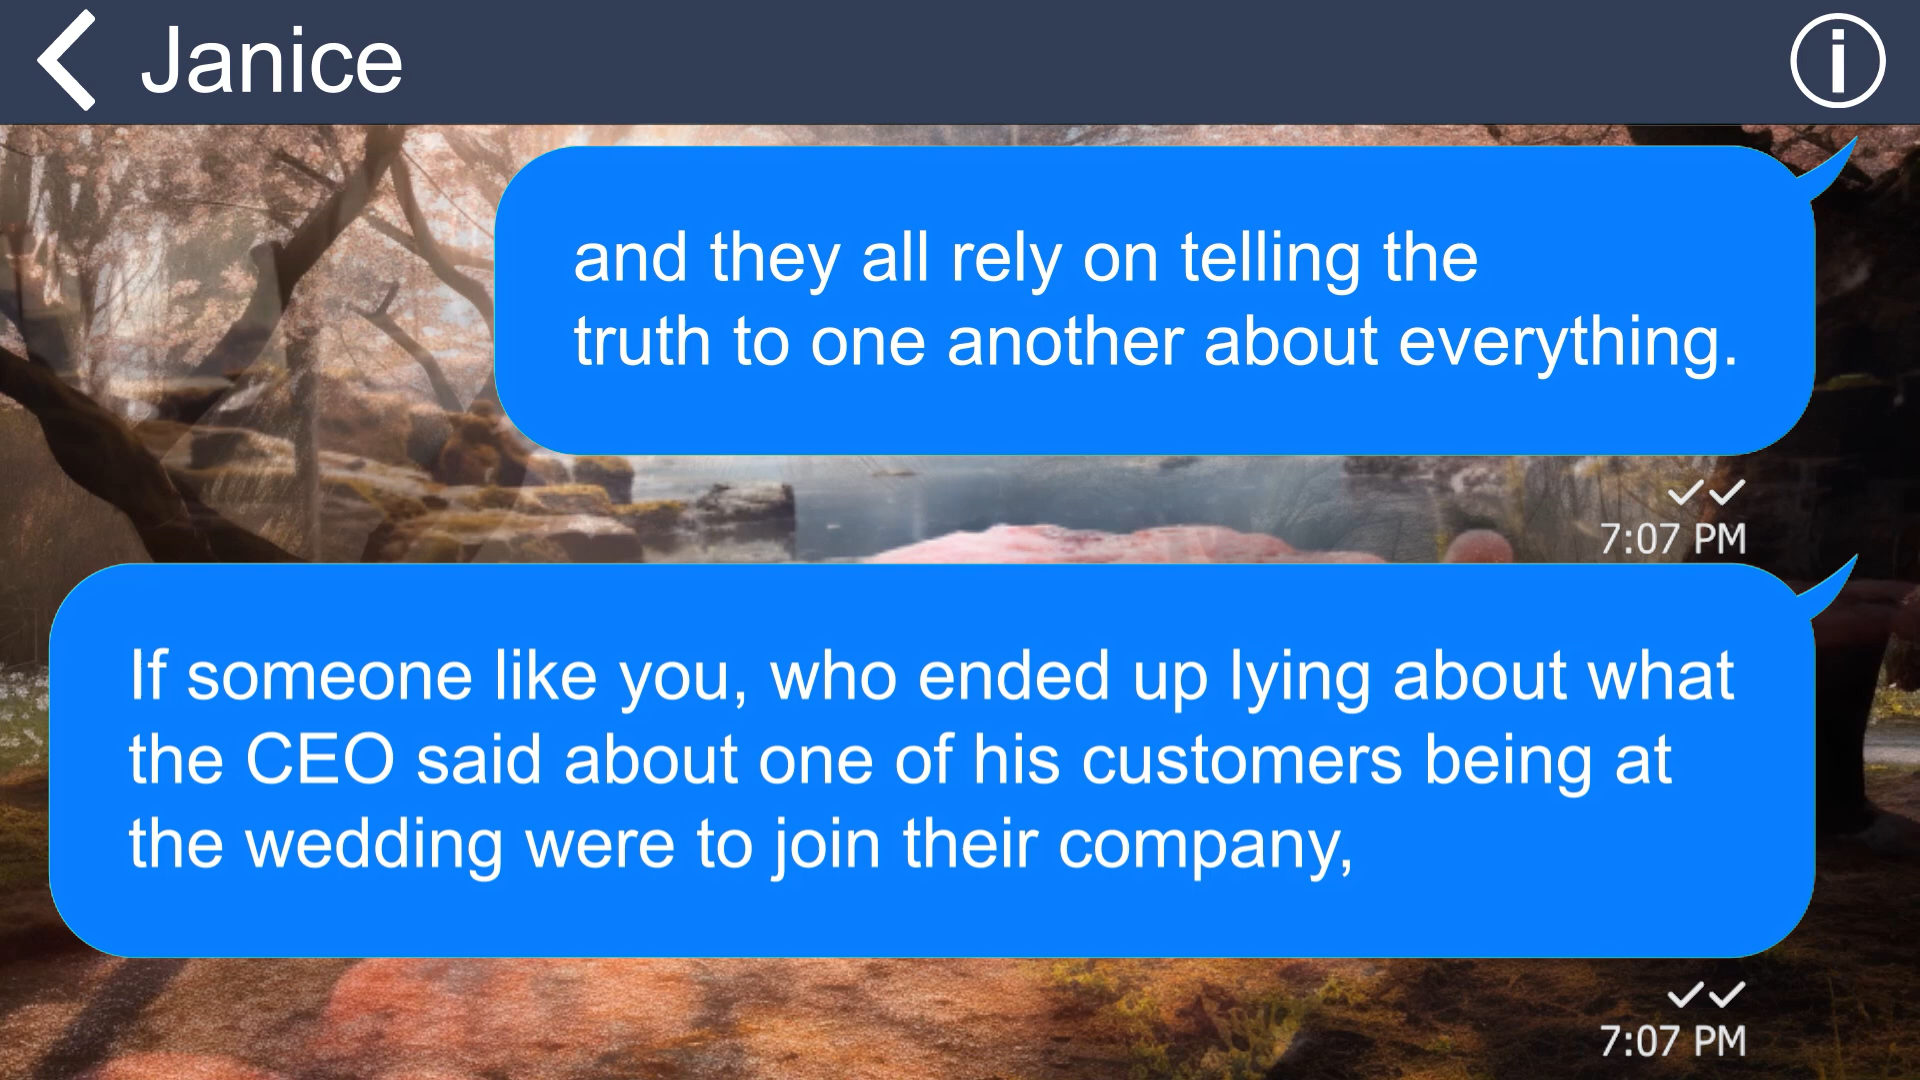 Janice
and they all rely on telling the
truth to one another about everything.
7:07 PM
If someone like you, who ended up lying about what
the CEO said about one of his customers being at
the wedding were to join their company,
7:07 PM